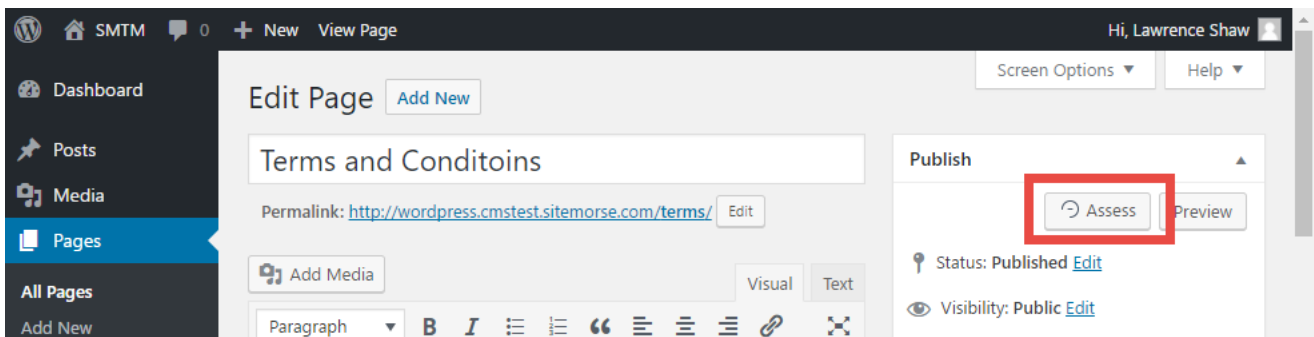 SMTM 0 New View Page Hi, Lawrence Shaw
Screen Options ▼ Help ▼
Dashboard
Edit Page Add New
Posts
Terms and Conditoins
Publish
Media
Assess Preview
Permalink: http://wordpress.cmstest.sitemorse.com/terms/ Edit
Pages
Status: Published Edit
Add Media
Visual Text
All Pages
Visibility: Public Edit
Add New
Paragraph B I